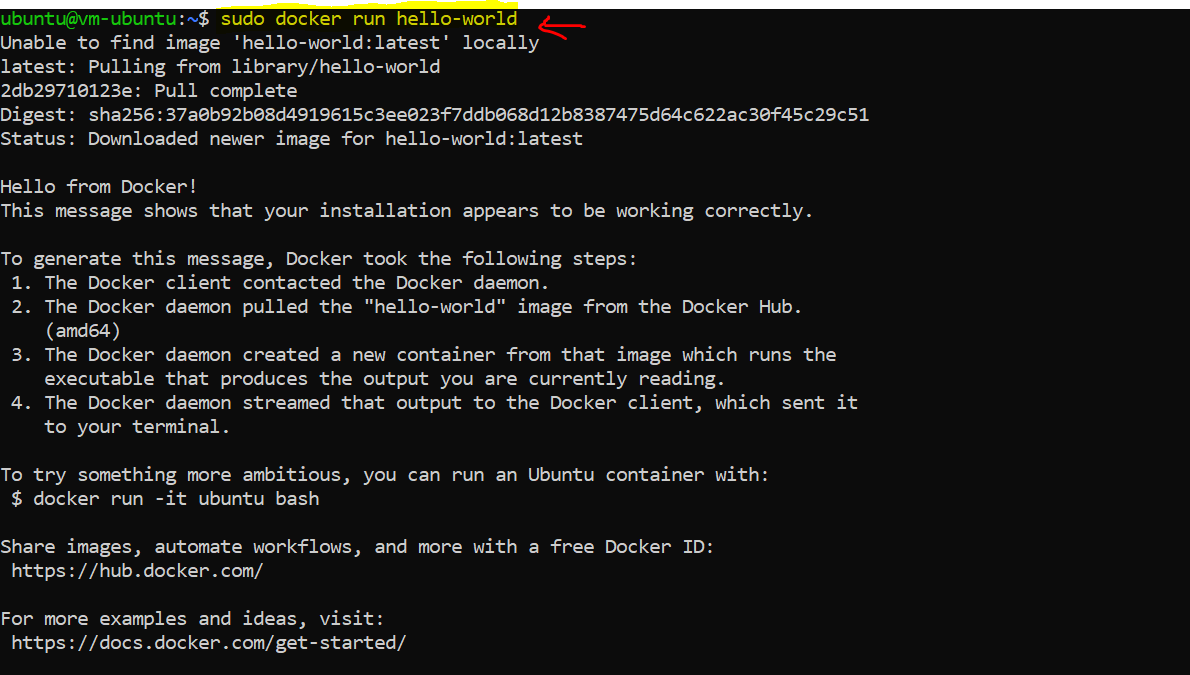 ubuntu@vm-ubuntu:~$ sudo docker run hello-world
Unable to find image 'hello-world:latest' locally
latest: Pulling from library/hello-world
2db29710123e: Pull complete
Digest: sha256:37a0b92b08d4919615c3ee023f7ddb068d12b8387475d64c622ac30f45c29c51
Status: Downloaded newer image for hello-world:latest

Hello from Docker!
This message shows that your installation appears to be working correctly.

To generate this message, Docker took the following steps:
 1. The Docker client contacted the Docker daemon.
 2. The Docker daemon pulled the "hello-world" image from the Docker Hub.
    (amd64)
 3. The Docker daemon created a new container from that image which runs the
    executable that produces the output you are currently reading.
 4. The Docker daemon streamed that output to the Docker client, which sent it
    to your terminal.

To try something more ambitious, you can run an Ubuntu container with:
 $ docker run -it ubuntu bash

Share images, automate workflows, and more with a free Docker ID:
 https://hub.docker.com/

For more examples and ideas, visit:
 https://docs.docker.com/get-started/